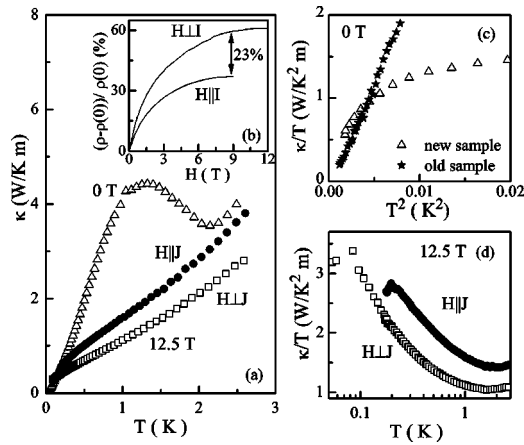 8
6
4
2
0
κ (W/K m)
0
1
2
3
T ( K )
(a)
0 T
H||J
H⊥J
12.5 T
60
30
0
(ρ-ρ(0))/ ρ(0) (%)
0
3
6
9
12
H ( T )
H⊥I
H||I
23%
(b)
2
1
0
κ/T (W/K² m)
0 T
(c)
new sample
old sample
0.00
0.01
0.02
T² ( K² )
3
2
1
κ/T (W/K² m)
12.5 T
(d)
H||J
H⊥J
0.1
1
T ( K )